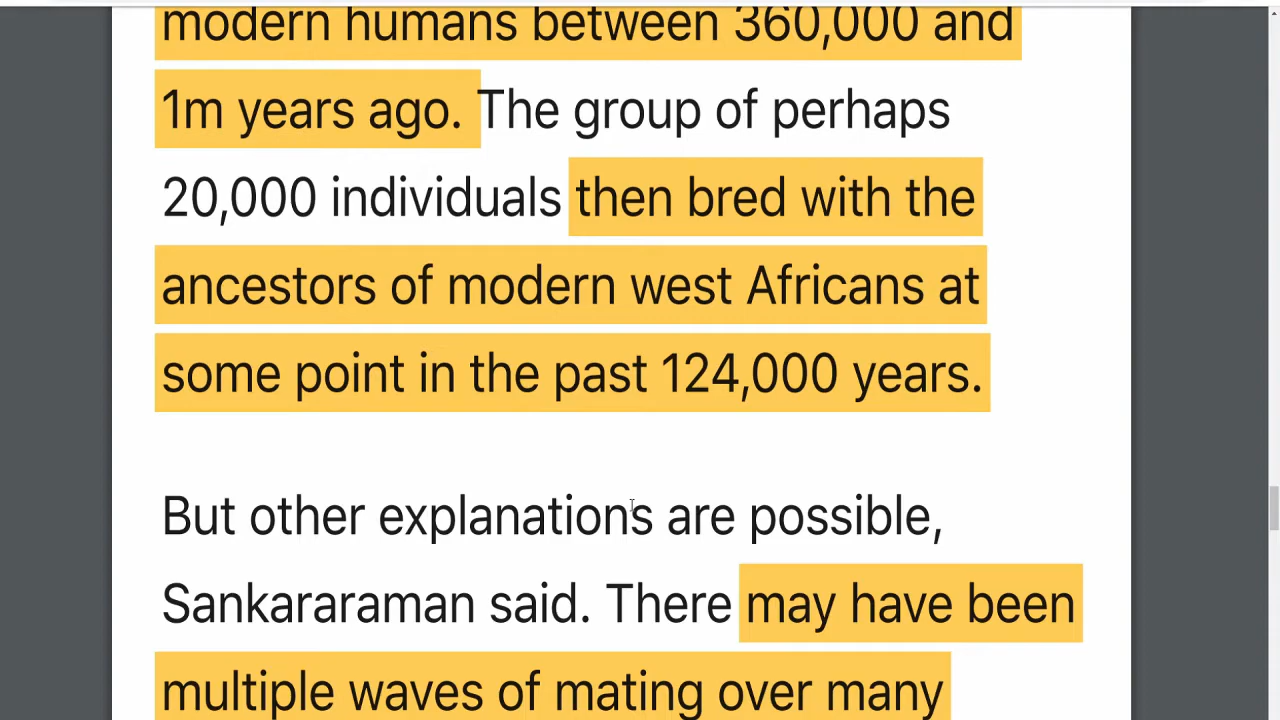 modern humans between 360,000 and
1m years ago. The group of perhaps
20,000 individuals then bred with the
ancestors of modern west Africans at
some point in the past 124,000 years.
But other explanations are possible,
Sankararaman said. There may have been
multiple waves of mating over many